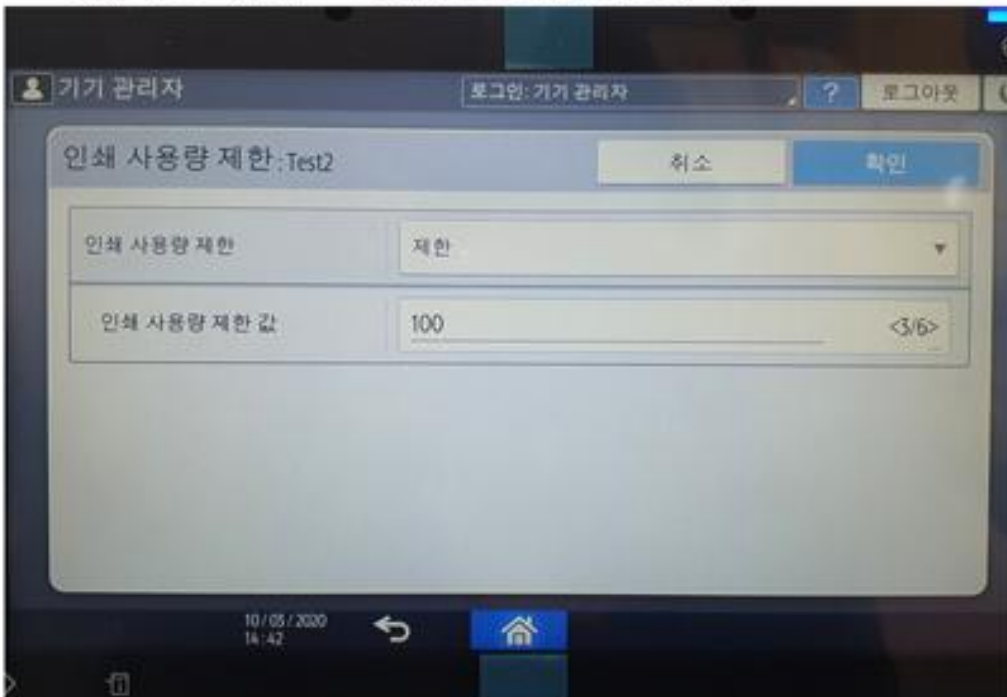 기기 관리자
로그인: 기기 관리자
?
로그아웃
인쇄 사용량 제한 : Test2
취소
확인
인쇄 사용량 제한
제한
인쇄 사용량 제한 값
100
<3/6>
10 / 03 / 2020
14 : 42